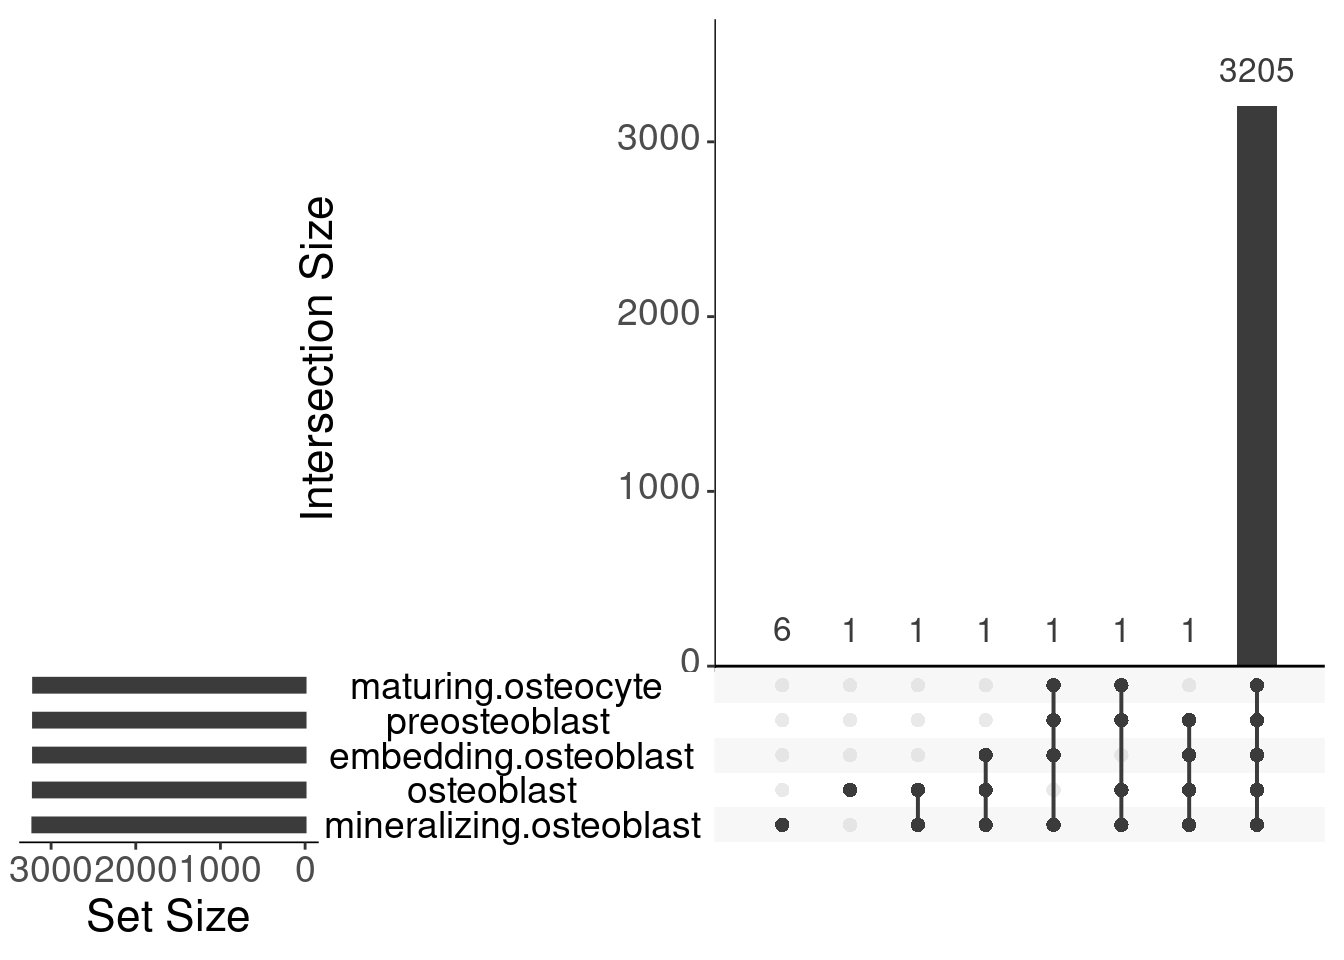 3205
Intersection Size
3000
2000
1000
0
6 1 1 1 1 1 1
maturing.osteocyte
preosteoblast
embedding.osteoblast
osteoblast
mineralizing.osteoblast
3000 2000 1000 0
Set Size